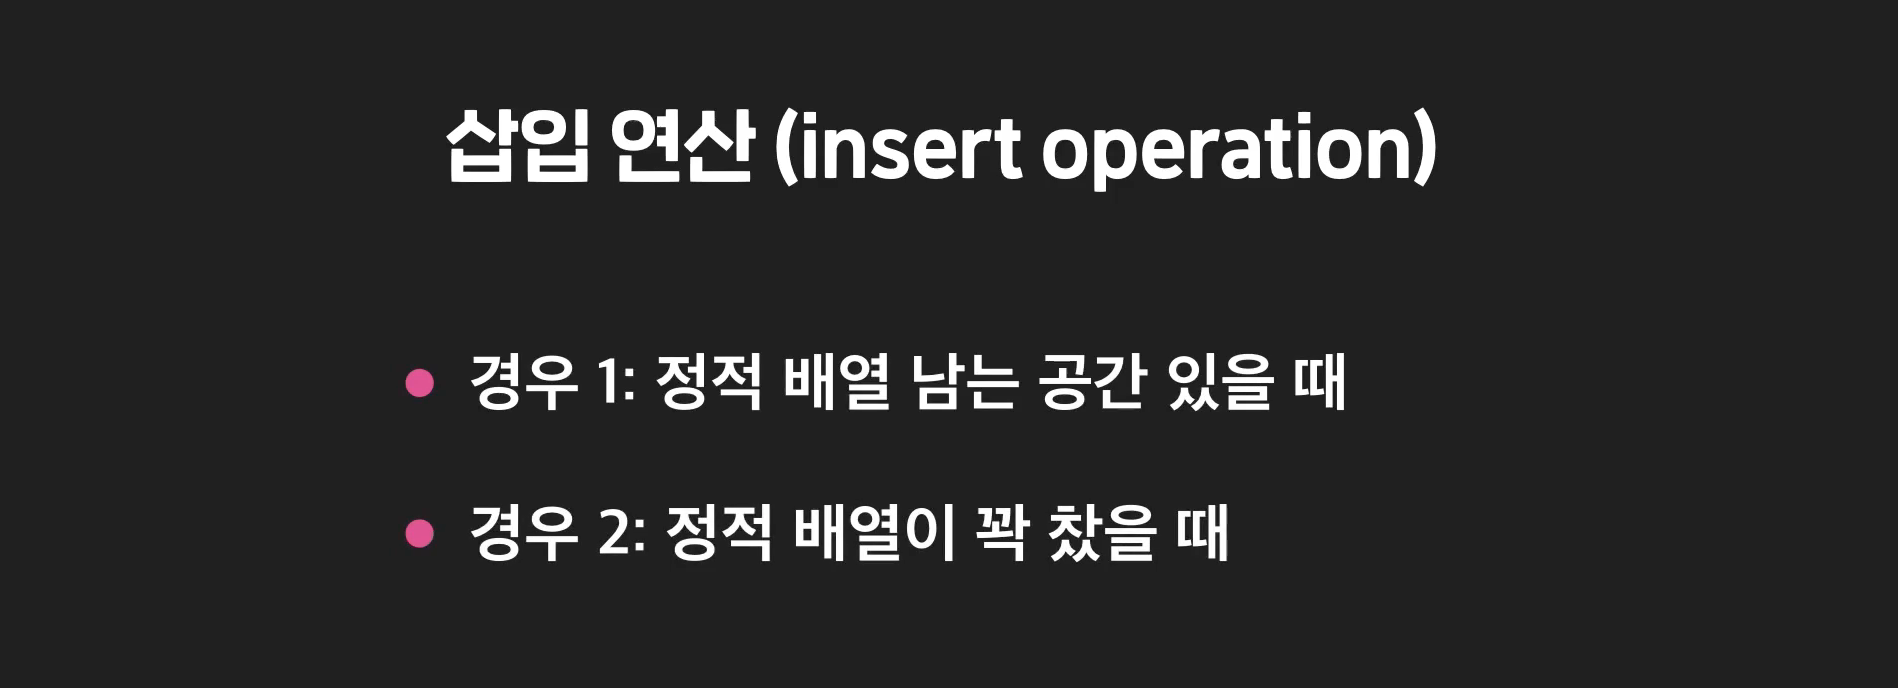 삽입 연산 (insert operation)
경우 1: 정적 배열 남는 공간 있을 때
경우 2: 정적 배열이 꽉 찼을 때